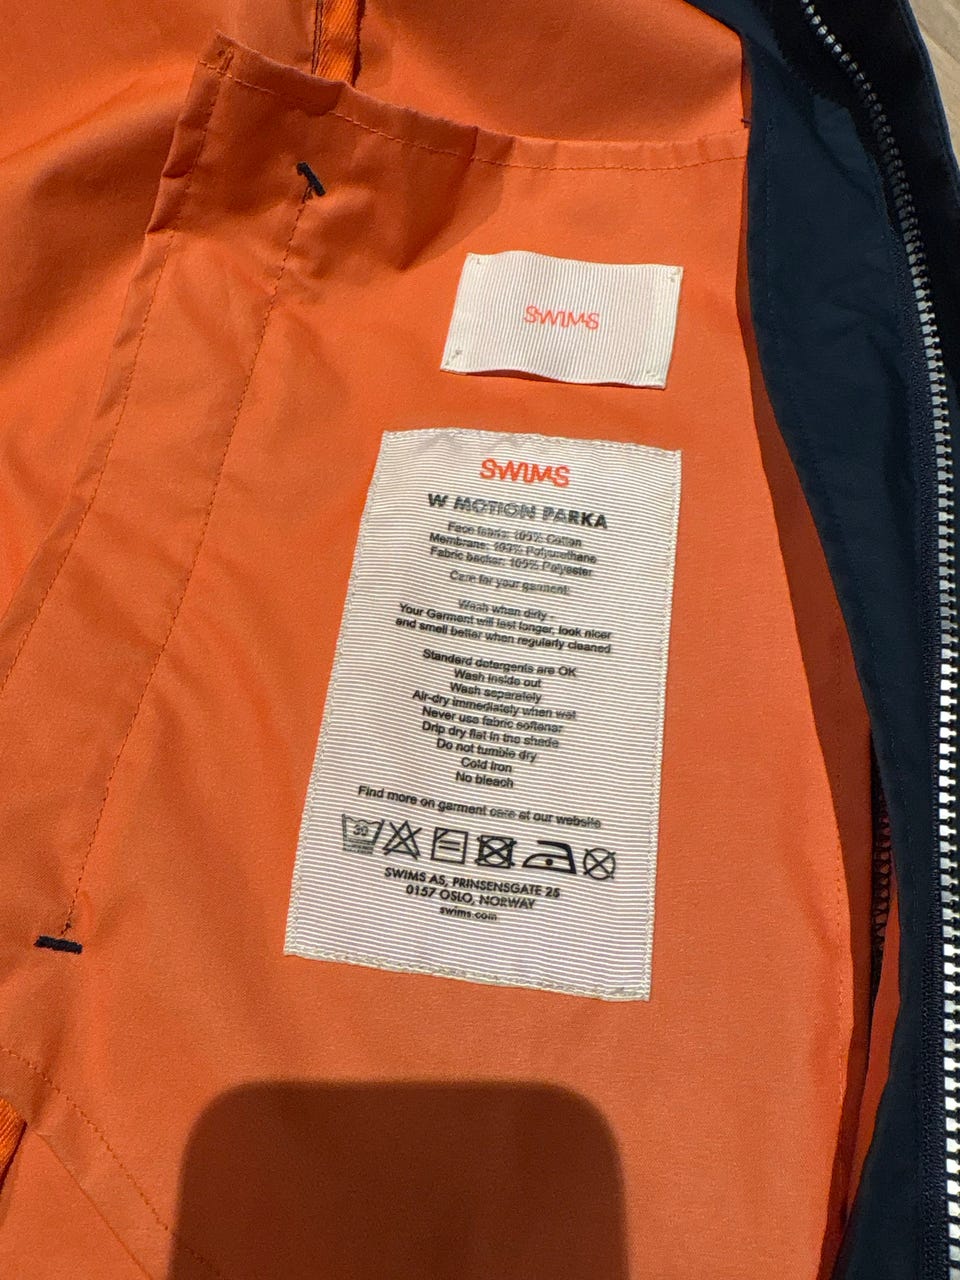 SWIMS
SWIMS
W MOTION PARKA
Face fabric: 100% Cotton
Membrane: 100% Polyurethane
Fabric backer: 100% Polyester
Care for your garment:
Wash when dirty -
Your Garment will last longer, look nicer
and smell better when regularly cleaned
Standard detergents are OK
Wash inside out
Wash separately
Air-dry immediately when wet
Never use fabric softener
Drip dry flat in the shade
Do not tumble dry
Cold iron
No bleach
Find more on garment care at our website
30
SWIMS AS, PRINSENSGATE 25
0157 OSLO, NORWAY
swims.com